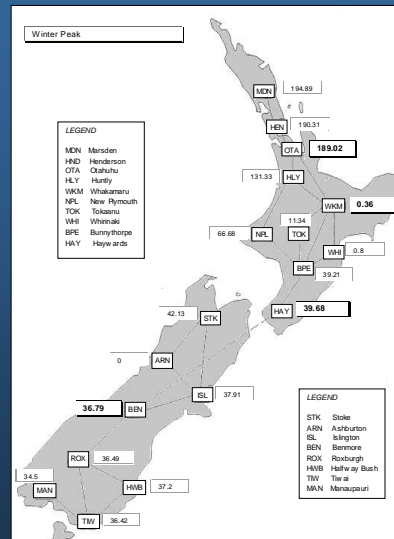 Winter Peak
MDN
194.89
HEN
190.31
OTA
189.02
131.33
HLY
WKM
0.36
11.34
66.68
NPL
TOK
WHI
0.8
BPE
39.21
HAY
39.68
LEGEND
MDN Marsden
HND Henderson
OTA Otahuhu
HLY Huntly
WKM Whakamaru
NPL New Plymouth
TOK Tokaanu
WHI Whirinaki
BPE Bunnythorpe
HAY Haywards
42.13
STK
0
ARN
ISL
37.91
36.79
BEN
ROX
36.49
34.5
MAN
HWB
37.2
TIW
36.42
LEGEND
STK Stoke
ARN Ashburton
ISL Islington
BEN Benmore
ROX Roxburgh
HWB Halfway Bush
TIW Tiwai
MAN Manaupauri